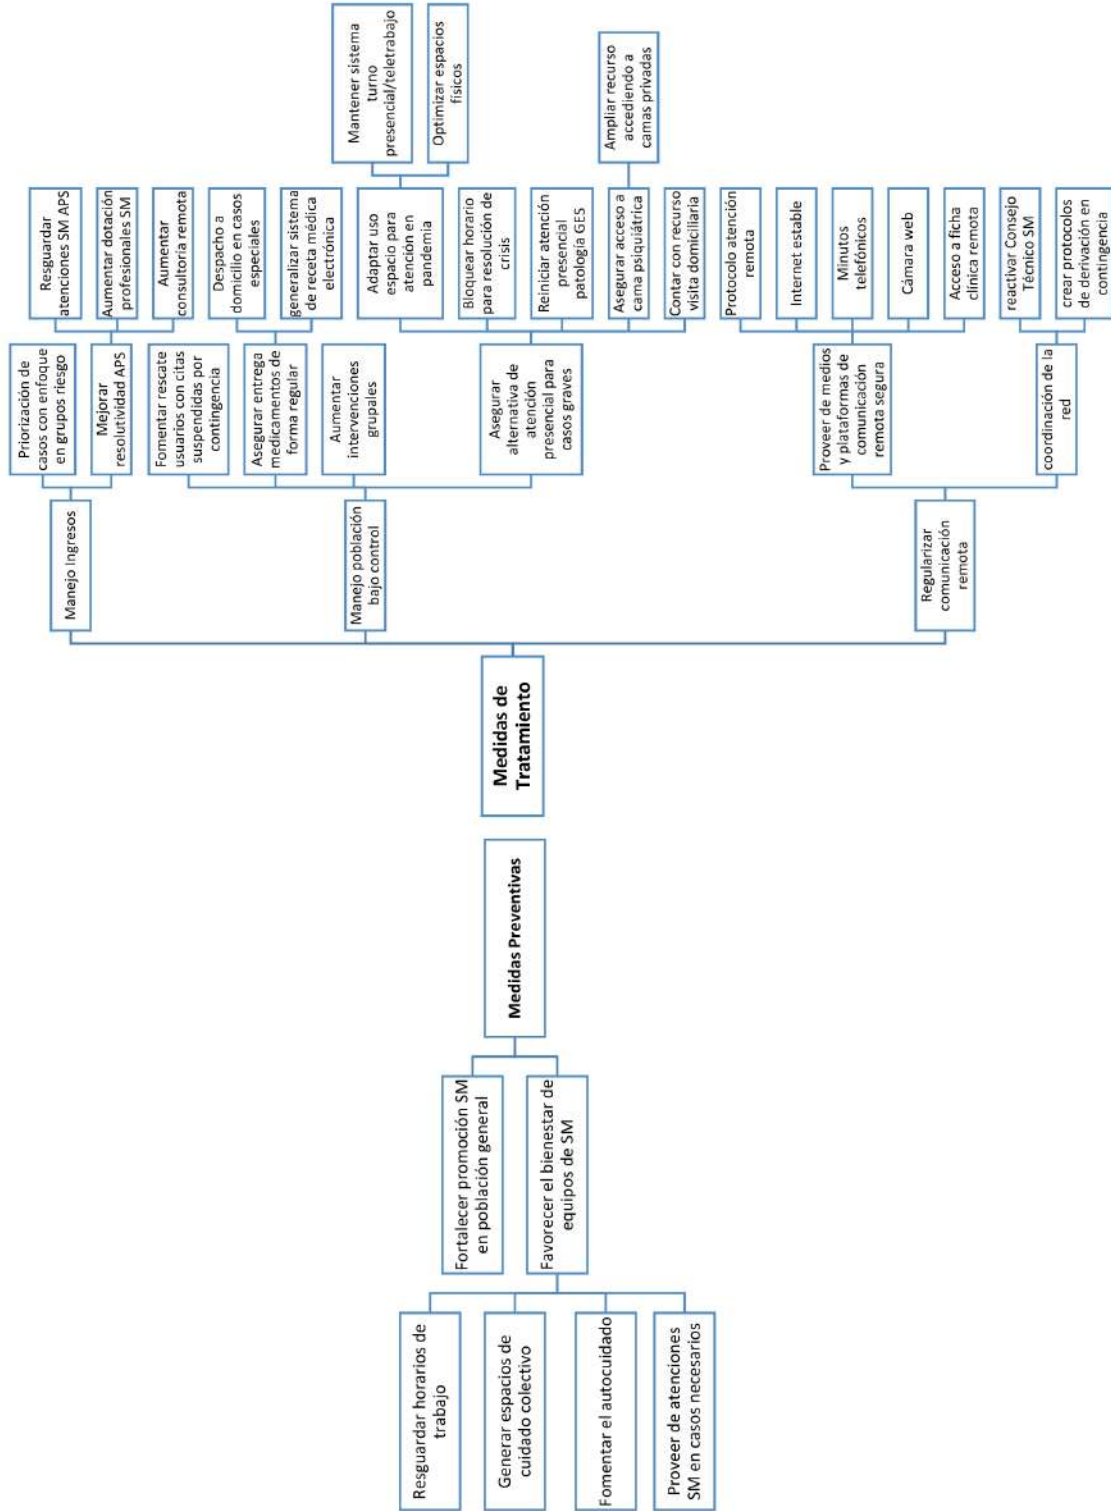 Resguardar horarios de
trabajo
Generar espacios de
cuidado colectivo
Fomentar el autocuidado
Proveer de atenciones
SM en casos necesarios
Fortalecer promoción SM
en población general
Favorecer el bienestar de
equipos de SM
Medidas Preventivas
Medidas de
Tratamiento
Manejo Ingresos
Manejo población
bajo control
Regularizar
comunicación
remota
Priorización de
casos con enfoque
en grupos riesgo
Mejorar
resolutividad APS
Fomentar rescate
usuarios con citas
suspendidas por
contingencia
Asegurar entrega
medicamentos de
forma regular
Aumentar
intervenciones
grupales
Asegurar
alternativa de
atención
presencial para
casos graves
Proveer de medios
y plataformas de
comunicación
remota segura
coordinación de la
red
Resguardar
atenciones SM APS
Aumentar dotación
profesionales SM
Aumentar
consultoría remota
Despacho a
domicilio en casos
especiales
generalizar sistema
de receta médica
electrónica
Adaptar uso
espacio para
atención en
pandemia
Bloquear horario
para resolución de
crisis
Reiniciar atención
presencial
patología GES
Asegurar acceso a
cama psiquiátrica
Contar con recurso
visita domiciliaria
Protocolo atención
remota
Internet estable
Minutos
telefónicos
Cámara web
Acceso a ficha
clínica remota
reactivar Consejo
Técnico SM
crear protocolos
de derivación en
contingencia
Mantener sistema
turno
presencial/teletrabajo
Optimizar espacios
físicos
Ampliar recurso
accediendo a
camas privadas